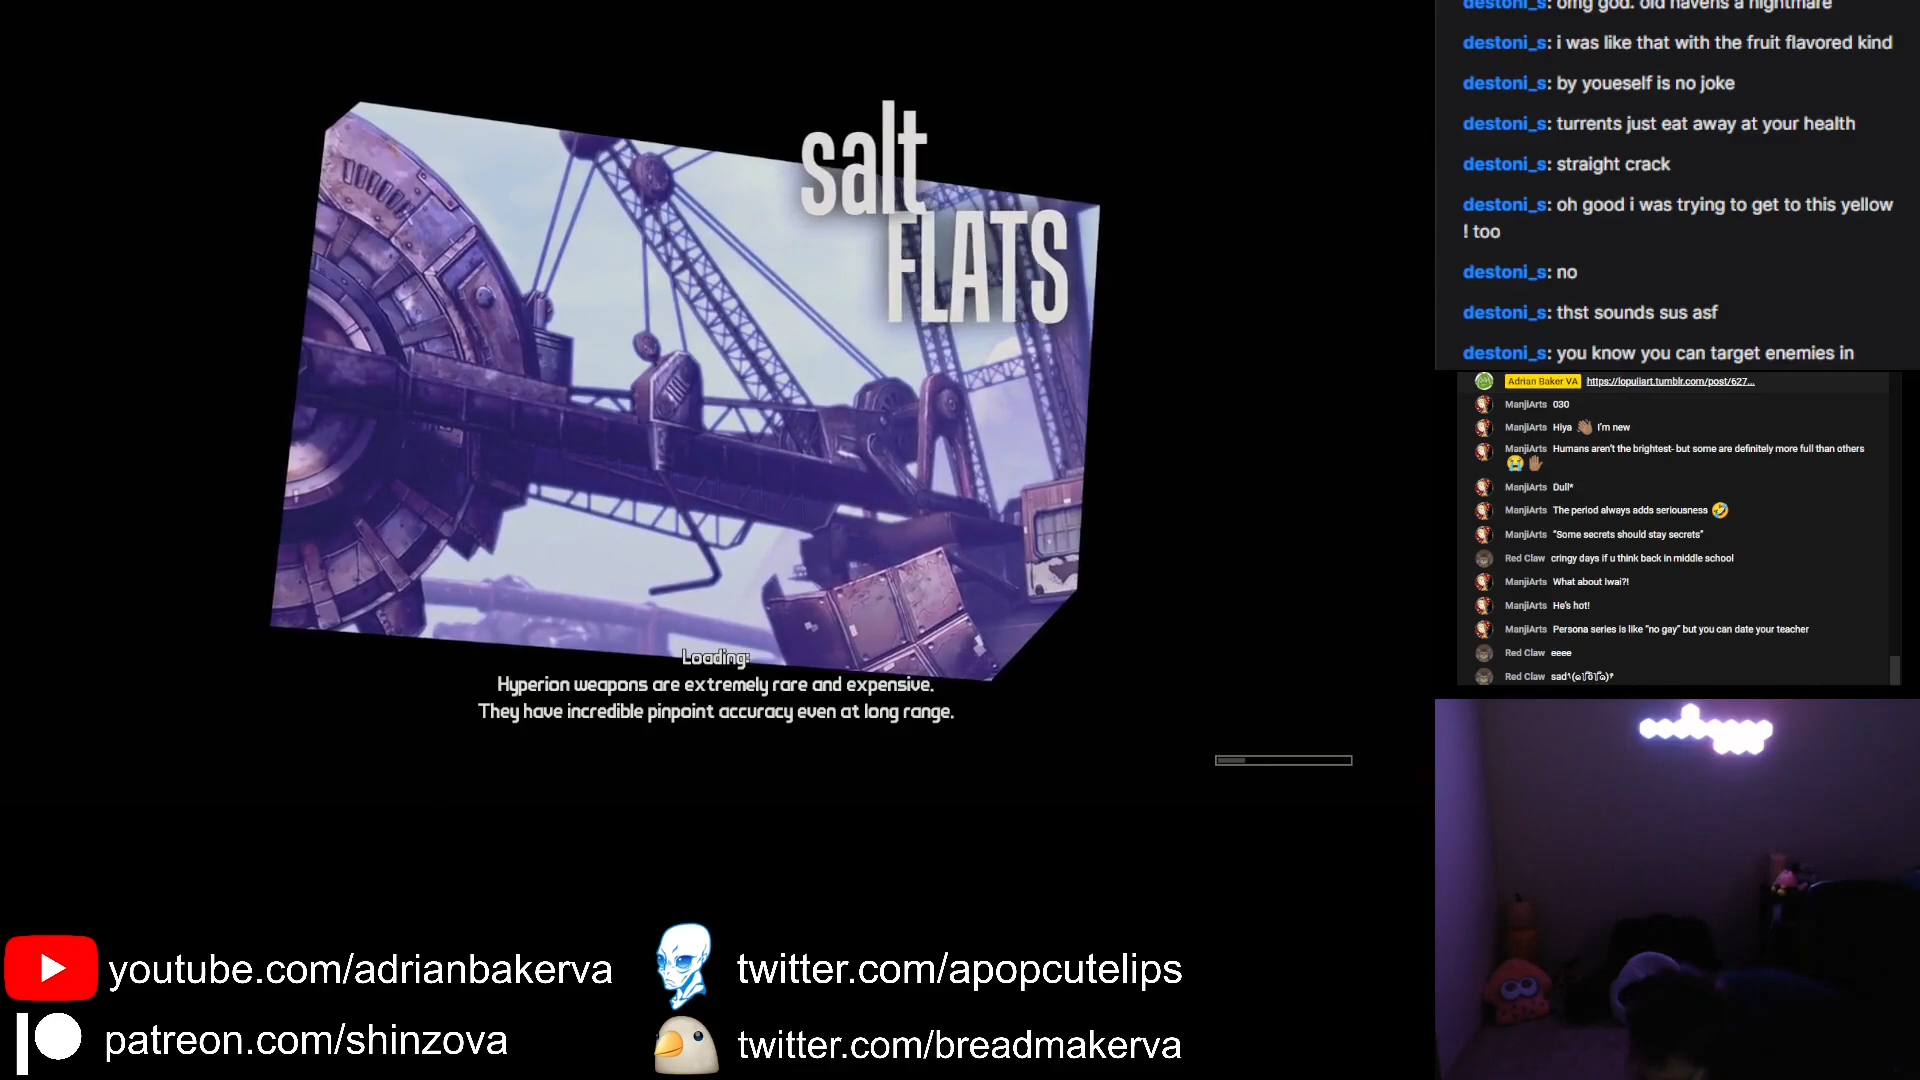 salt
FLATS
Loading:
Hyperion weapons are extremely rare and expensive.
They have incredible pinpoint accuracy even at long range.
destoni_s: omg god. old havens a nightmare
destoni_s: i was like that with the fruit flavored kind
destoni_s: by youeself is no joke
destoni_s: turrents just eat away at your health
destoni_s: straight crack
destoni_s: oh good i was trying to get to this yellow
! too
destoni_s: no
destoni_s: thst sounds sus asf
destoni_s: you know you can target enemies in
Adrian Baker VA https://lopuliart.tumblr.com/post/627...
ManjiArts 030
ManjiArts Hiya 👋🏽 I'm new
ManjiArts Humans aren't the brightest- but some are definitely more full than others
😭✋🏽
ManjiArts Dull*
ManjiArts The period always adds seriousness 🤣
ManjiArts "Some secrets should stay secrets"
Red Claw cringy days if u think back in middle school
ManjiArts What about Iwai?!
ManjiArts He's hot!
ManjiArts Persona series is like "no gay" but you can date your teacher
Red Claw eeee
Red Claw sad
youtube.com/adrianbakerva
twitter.com/apopcutelips
patreon.com/shinzova
twitter.com/breadmakerva